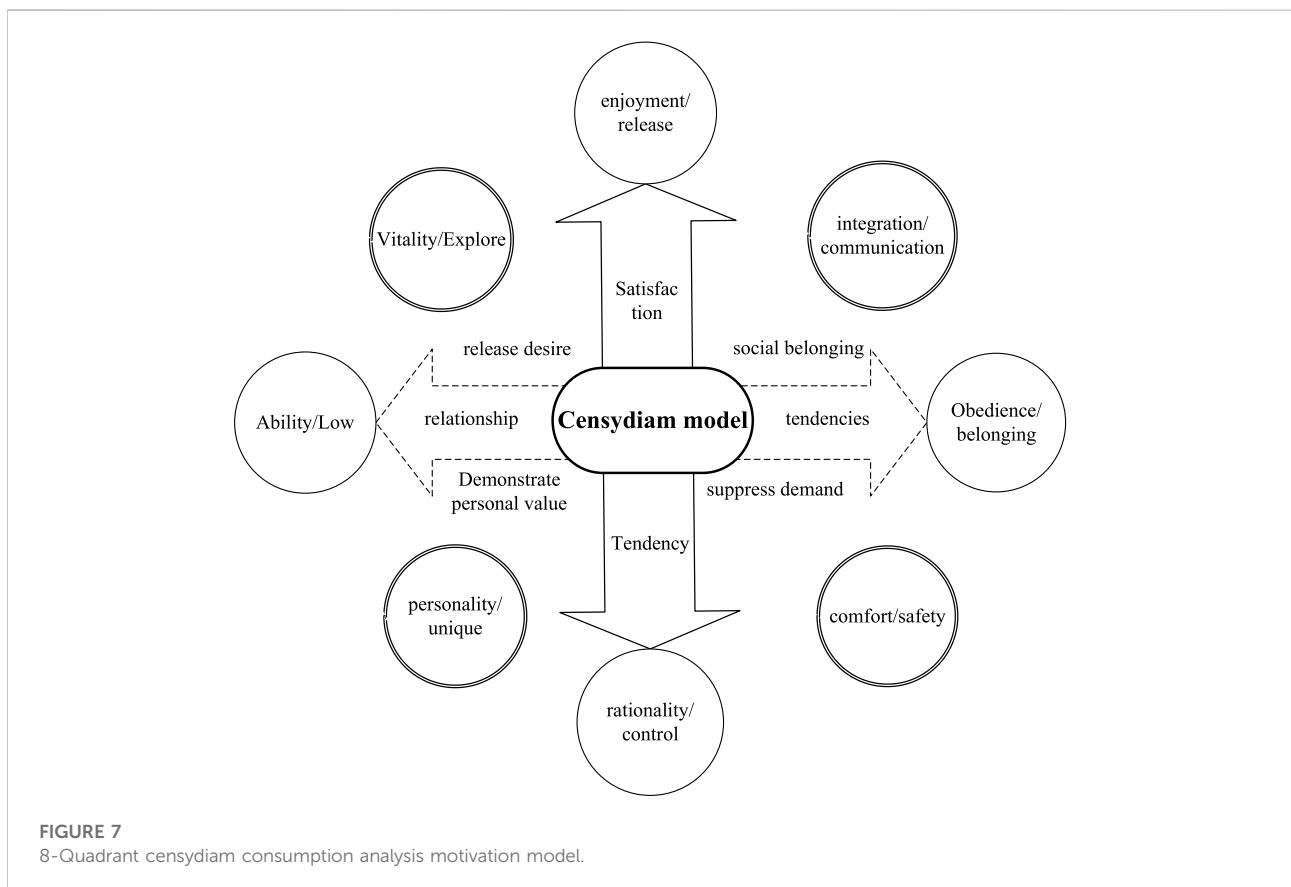 enjoyment/
release
Vitality/Explore
integration/
communication
Satisfac
tion
release desire
social belonging
Ability/Low
relationship
Censydiam model
tendencies
Obedience/
belonging
Demonstrate
personal value
suppress demand
Tendency
personality/
unique
comfort/safety
rationality/
control
FIGURE 7
8-Quadrant censydiam consumption analysis motivation model.